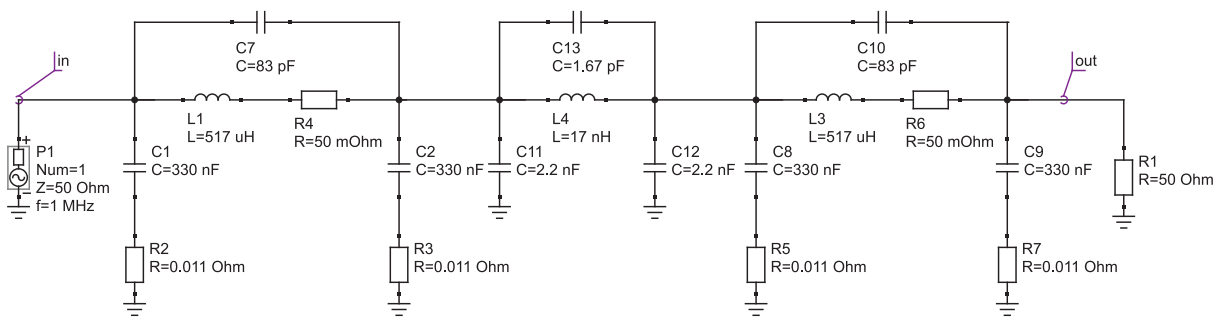 in
C7
C=83 pF
C13
C=1.67 pF
C10
C=83 pF
out
L1
L=517 uH
R4
R=50 mOhm
L4
L=17 nH
L3
L=517 uH
R6
R=50 mOhm
P1
Num=1
Z=50 Ohm
f=1 MHz
C1
C=330 nF
C2
C=330 nF
C11
C=2.2 nF
C12
C=2.2 nF
C8
C=330 nF
C9
C=330 nF
R1
R=50 Ohm
R2
R=0.011 Ohm
R3
R=0.011 Ohm
R5
R=0.011 Ohm
R7
R=0.011 Ohm